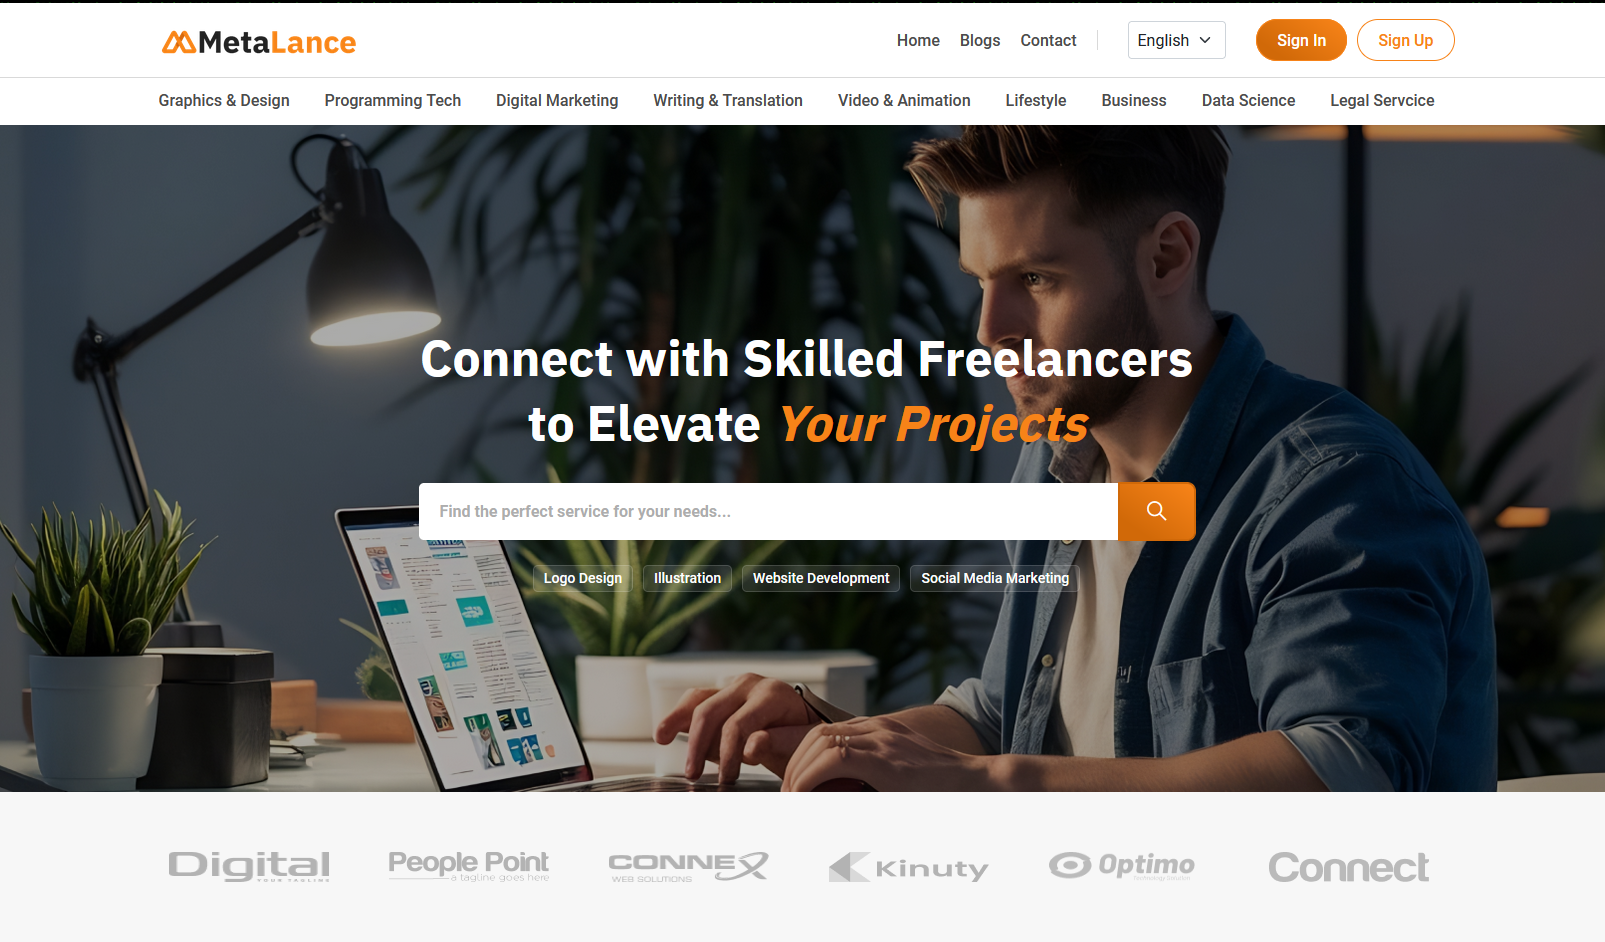 MetaLance
Home Blogs Contact English Sign In Sign Up
Graphics & Design Programming Tech Digital Marketing Writing & Translation Video & Animation Lifestyle Business Data Science Legal Servcice
Connect with Skilled Freelancers
to Elevate Your Projects
Find the perfect service for your needs...
Logo Design Illustration Website Development Social Media Marketing
Digital People Point CONNEX Kinuty Optimo Connect
YOUR TAGLINE a tagline goes here WEB SOLUTIONS Technology Solution